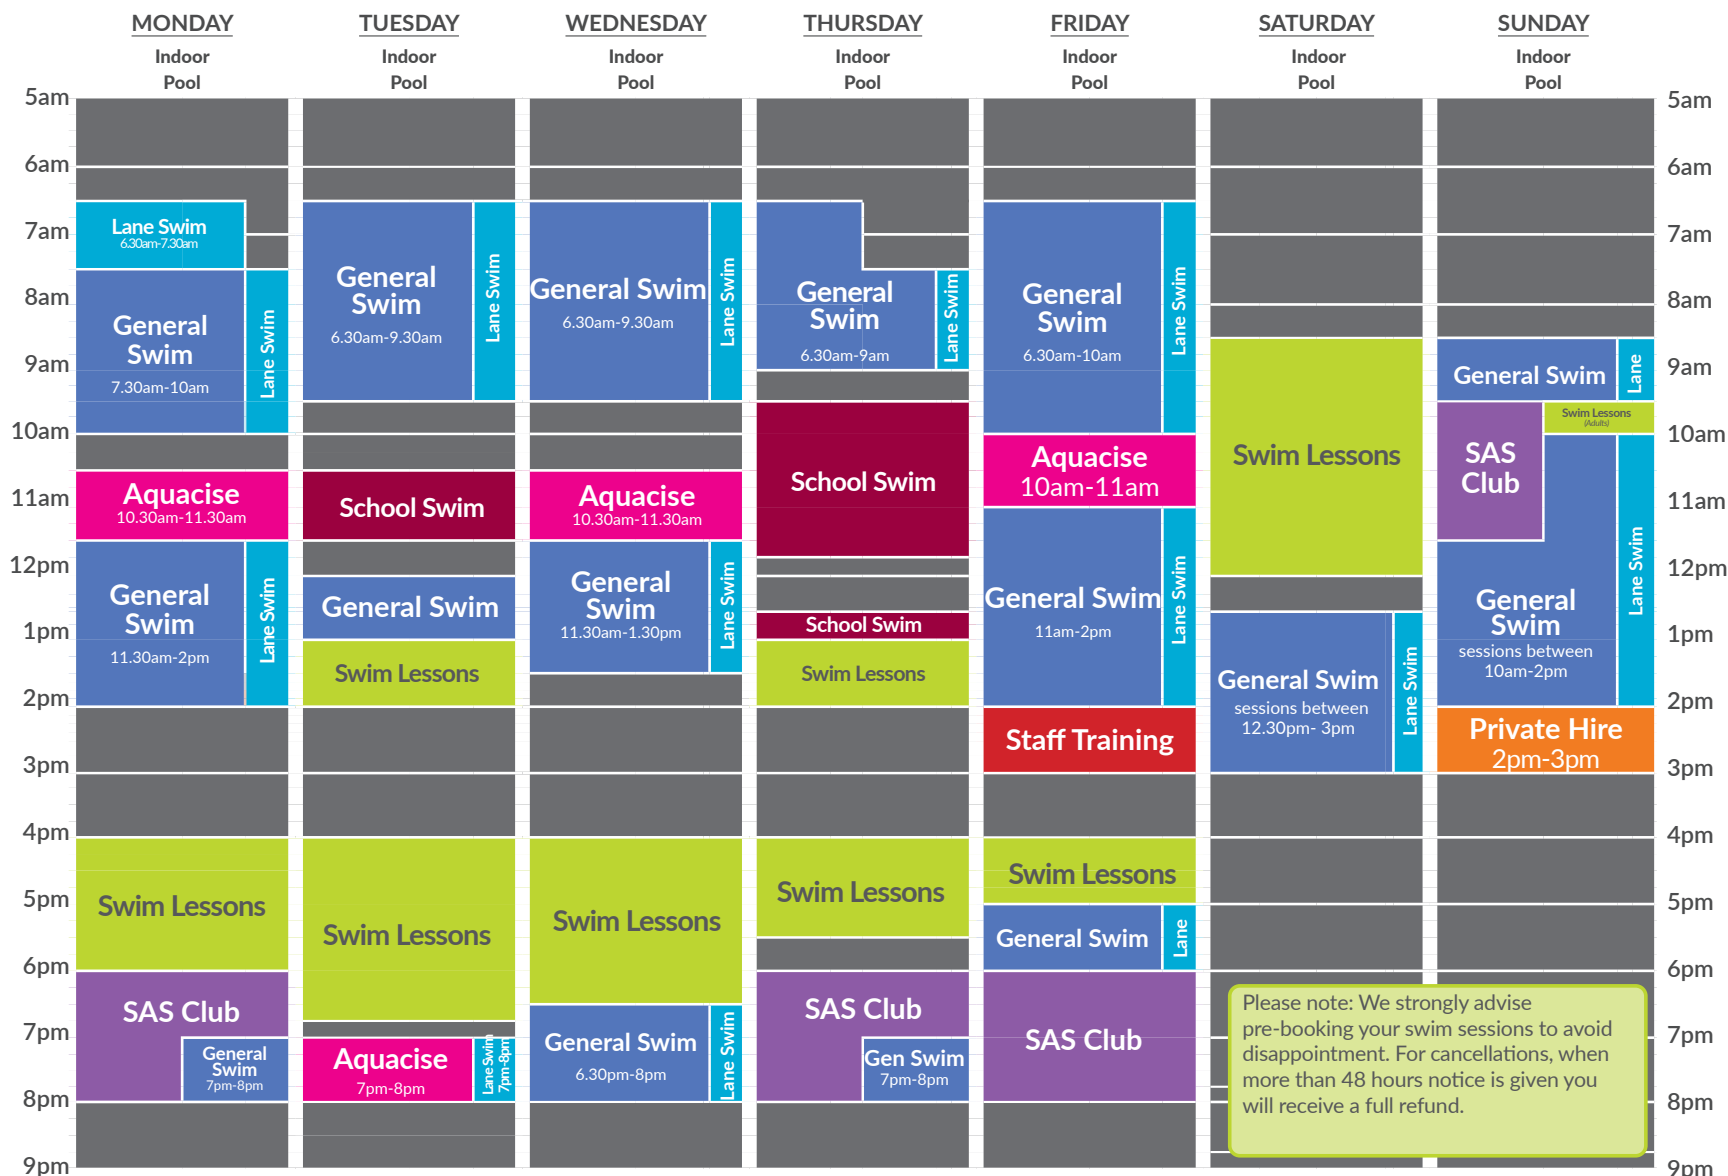 MONDAY
Indoor
Pool
TUESDAY
Indoor
Pool
WEDNESDAY
Indoor
Pool
THURSDAY
Indoor
Pool
FRIDAY
Indoor
Pool
SATURDAY
Indoor
Pool
SUNDAY
Indoor
Pool
5am
6am
7am
8am
9am
10am
11am
12pm
1pm
2pm
3pm
4pm
5pm
6pm
7pm
8pm
9pm
Lane Swim
6.30am-7.30am
General
Swim
7.30am-10am
Lane Swim
Aquacise
10.30am-11.30am
General
Swim
11.30am-2pm
Lane Swim
Swim Lessons
SAS Club
General
Swim
7pm-8pm
General
Swim
6.30am-9.30am
Lane Swim
School Swim
General Swim
Swim Lessons
Swim Lessons
Aquacise
7pm-8pm
Lane Swim
7pm-8pm
General Swim
6.30am-9.30am
Lane Swim
Aquacise
10.30am-11.30am
General
Swim
11.30am-1.30pm
Lane Swim
Swim Lessons
General Swim
6.30pm-8pm
Lane Swim
General
Swim
6.30am-9am
Lane Swim
School Swim
School Swim
Swim Lessons
Swim Lessons
SAS Club
Gen Swim
7pm-8pm
General
Swim
6.30am-10am
Lane Swim
Aquacise
10am-11am
General Swim
11am-2pm
Lane Swim
Staff Training
Swim Lessons
General Swim
Lane
SAS Club
Swim Lessons
General Swim
sessions between
12.30pm- 3pm
Lane Swim
General Swim
Lane
SAS
Club
Swim Lessons
(Adults)
General
Swim
sessions between
10am-2pm
Lane Swim
Private Hire
2pm-3pm
Please note: We strongly advise
pre-booking your swim sessions to avoid
disappointment. For cancellations, when
more than 48 hours notice is given you
will receive a full refund.
5am
6am
7am
8am
9am
10am
11am
12pm
1pm
2pm
3pm
4pm
5pm
6pm
7pm
8pm
9pm